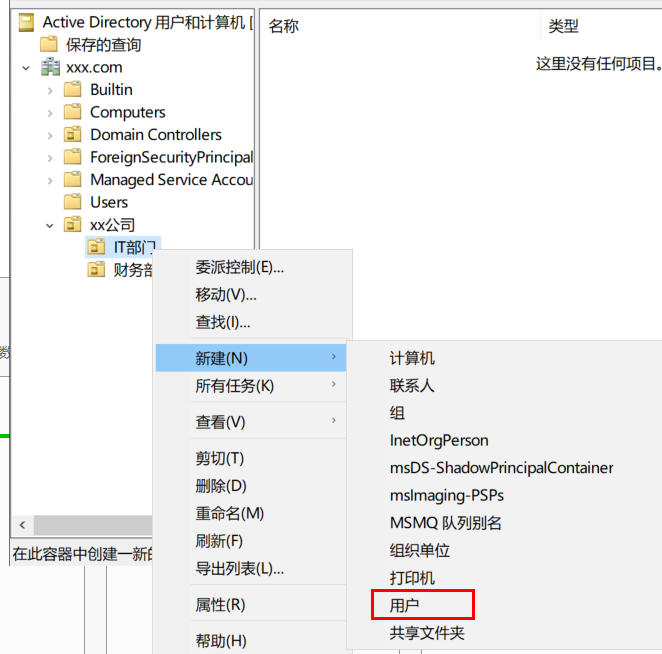 Active Directory 用户和计算机 [
名称
类型
保存的查询
这里没有任何项目。
xxx.com
Builtin
Computers
Domain Controllers
ForeignSecurityPrincipal
Managed Service Accou
Users
xx公司
IT部门
财务部
委派控制(E)...
移动(V)...
查找(I)...
新建(N)
所有任务(K)
查看(V)
剪切(T)
删除(D)
重命名(M)
刷新(F)
导出列表(L)...
属性(R)
帮助(H)
计算机
联系人
组
InetOrgPerson
msDS-ShadowPrincipalContainer
msImaging-PSPs
MSMQ 队列别名
组织单位
打印机
用户
共享文件夹
数
在此容器中创建一新的